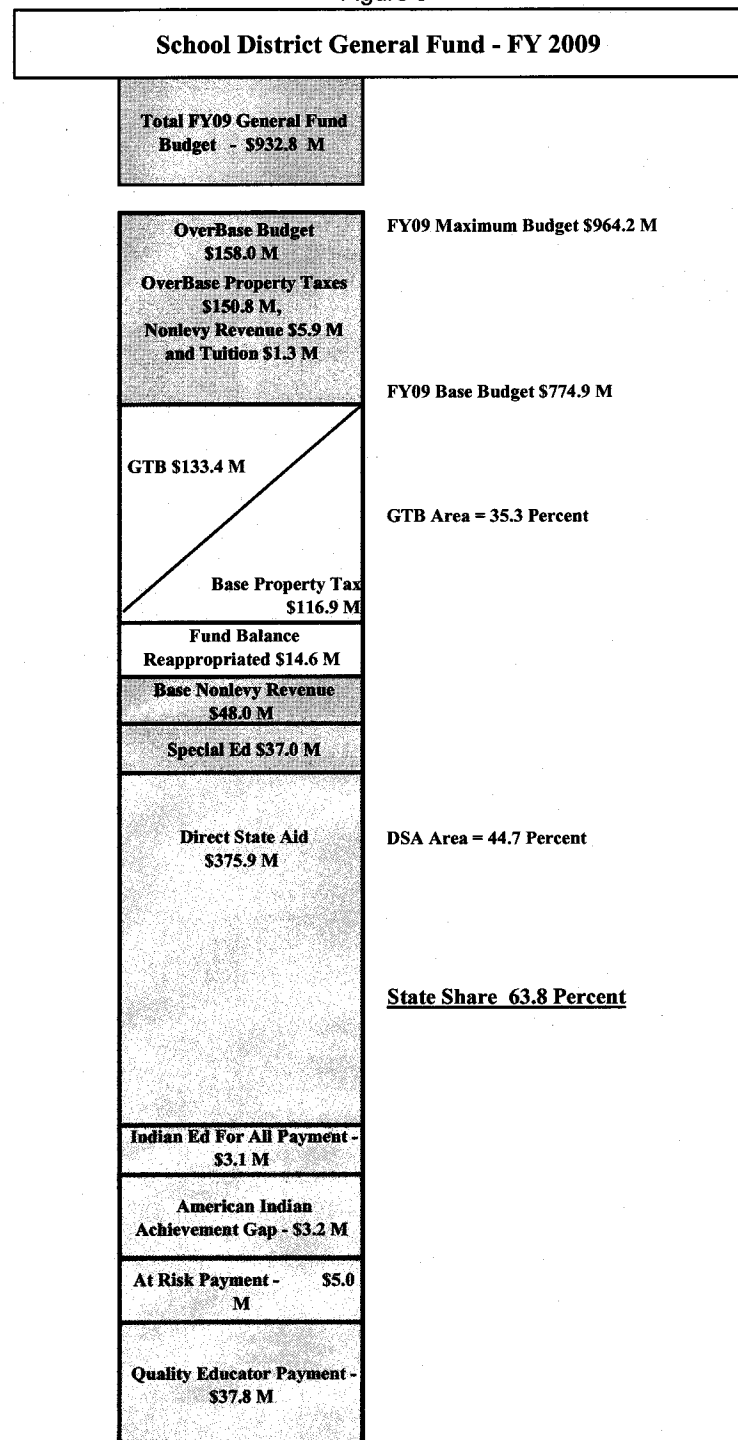 School District General Fund - FY 2009
Total FY09 General Fund
Budget - $932.8 M
OverBase Budget
$158.0 M
OverBase Property Taxes
$150.8 M,
Nonlevy Revenue $5.9 M
and Tuition $1.3 M
FY09 Maximum Budget $964.2 M
FY09 Base Budget $774.9 M
GTB $133.4 M
GTB Area = 35.3 Percent
Base Property Tax
$116.9 M
Fund Balance
Reappropriated $14.6 M
Base Nonlevy Revenue
$48.0 M
Special Ed $37.0 M
Direct State Aid
$375.9 M
DSA Area = 44.7 Percent
State Share 63.8 Percent
Indian Ed For All Payment -
$3.1 M
American Indian
Achievement Gap - $3.2 M
At Risk Payment - $5.0
M
Quality Educator Payment -
$37.8 M